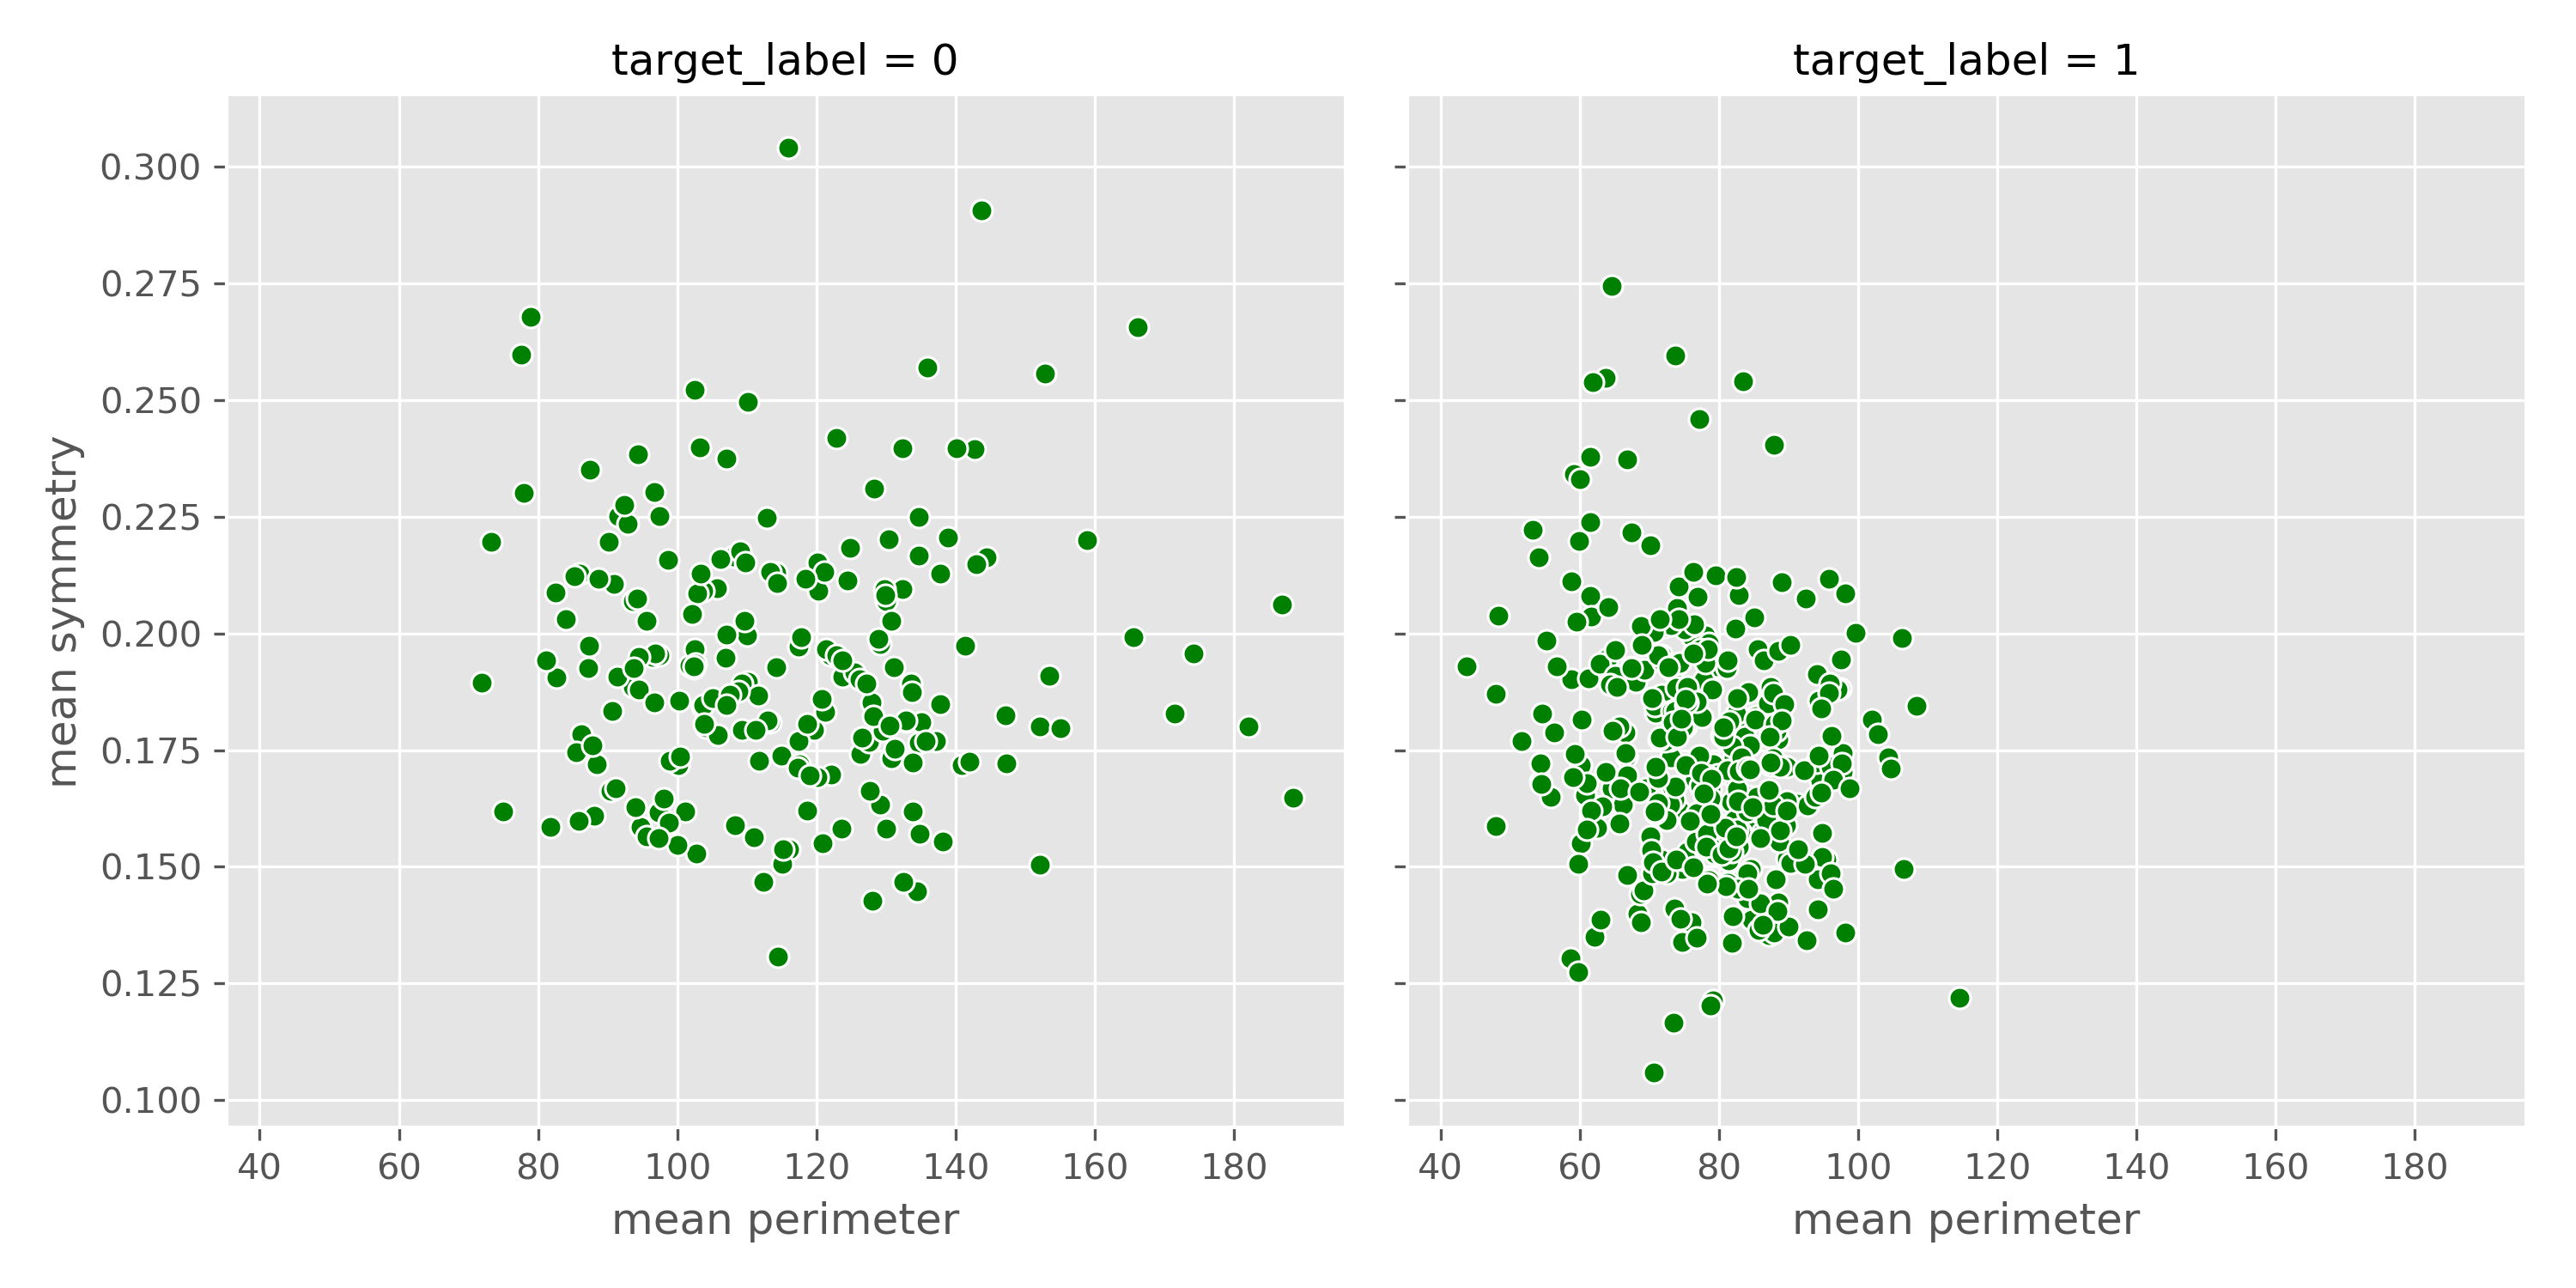 target_label = 0
target_label = 1
mean symmetry
0.300
0.275
0.250
0.225
0.200
0.175
0.150
0.125
0.100
40 60 80 100 120 140 160 180
40 60 80 100 120 140 160 180
mean perimeter
mean perimeter